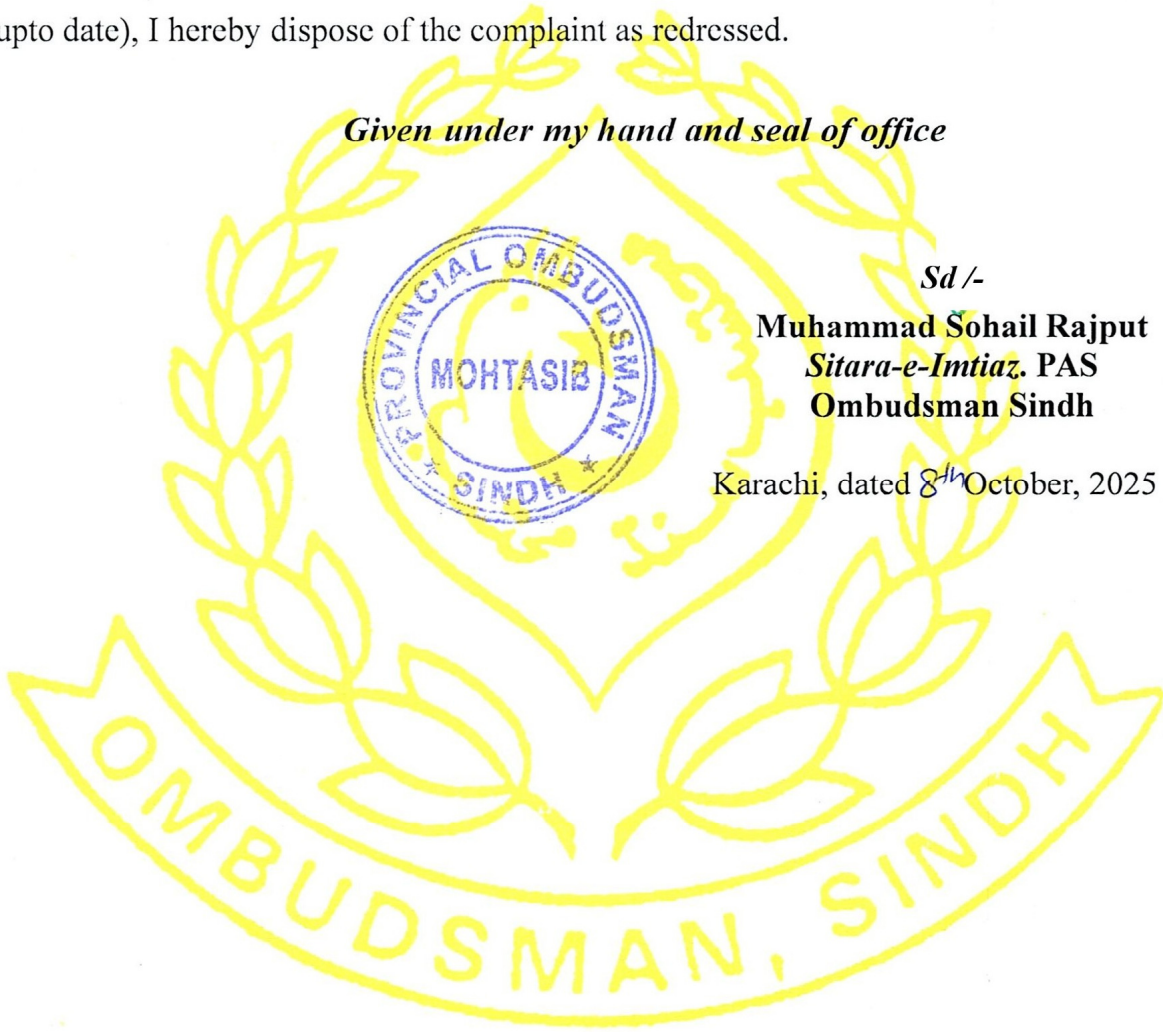 upto date), I hereby dispose of the complaint as redressed.
Given under my hand and seal of office
PROVINCIAL OMBUDSMAN
MOHTASIB
★ SINDH ★
Sd /-
Muhammad Sohail Rajput
Sitara-e-Imtiaz. PAS
Ombudsman Sindh
Karachi, dated 8th October, 2025
OMBUDSMAN, SINDH